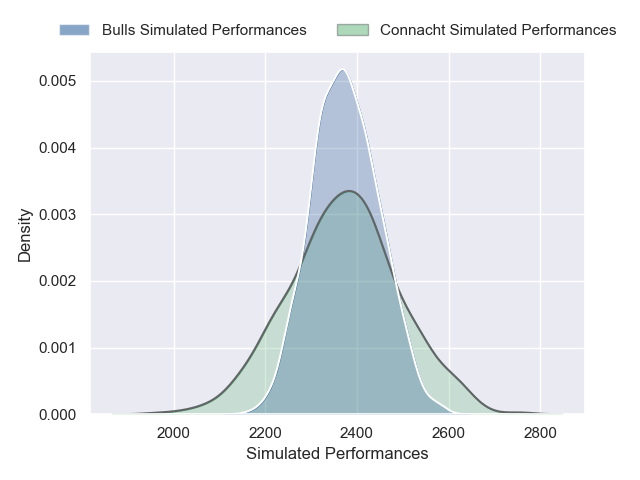 Bulls Simulated Performances
Connacht Simulated Performances
0.005
0.004
0.003
0.002
0.001
0.000
Density
2000 2200 2400 2600 2800
Simulated Performances